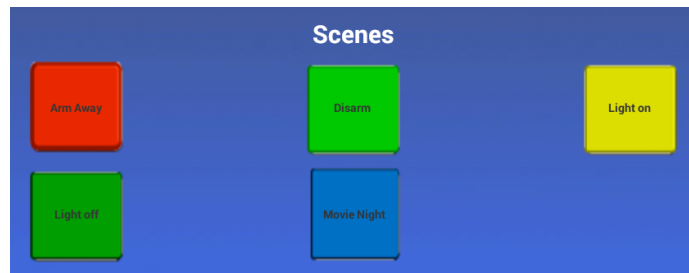 Scenes
Arm Away
Disarm
Light on
Light off
Movie Night